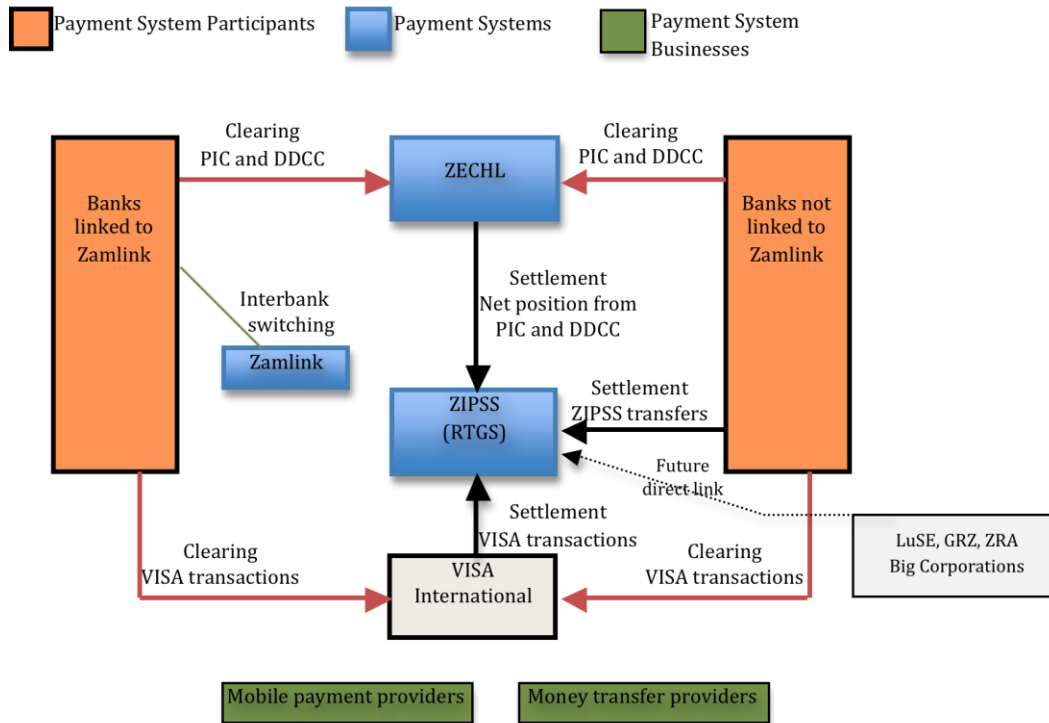 Payment System Participants
Payment Systems
Payment System
Businesses
Clearing
PIC and DDCC
ZECHL
Clearing
PIC and DDCC
Banks
linked to
Zamlink
Banks not
linked to
Zamlink
Settlement
Net position from
PIC and DDCC
Interbank
switching
Zamlink
ZIPSS
(RTGS)
Settlement
ZIPSS transfers
Future
direct link
Settlement
VISA transactions
LuSE, GRZ, ZRA
Big Corporations
Clearing
VISA transactions
VISA
International
Clearing
VISA transactions
Mobile payment providers
Money transfer providers